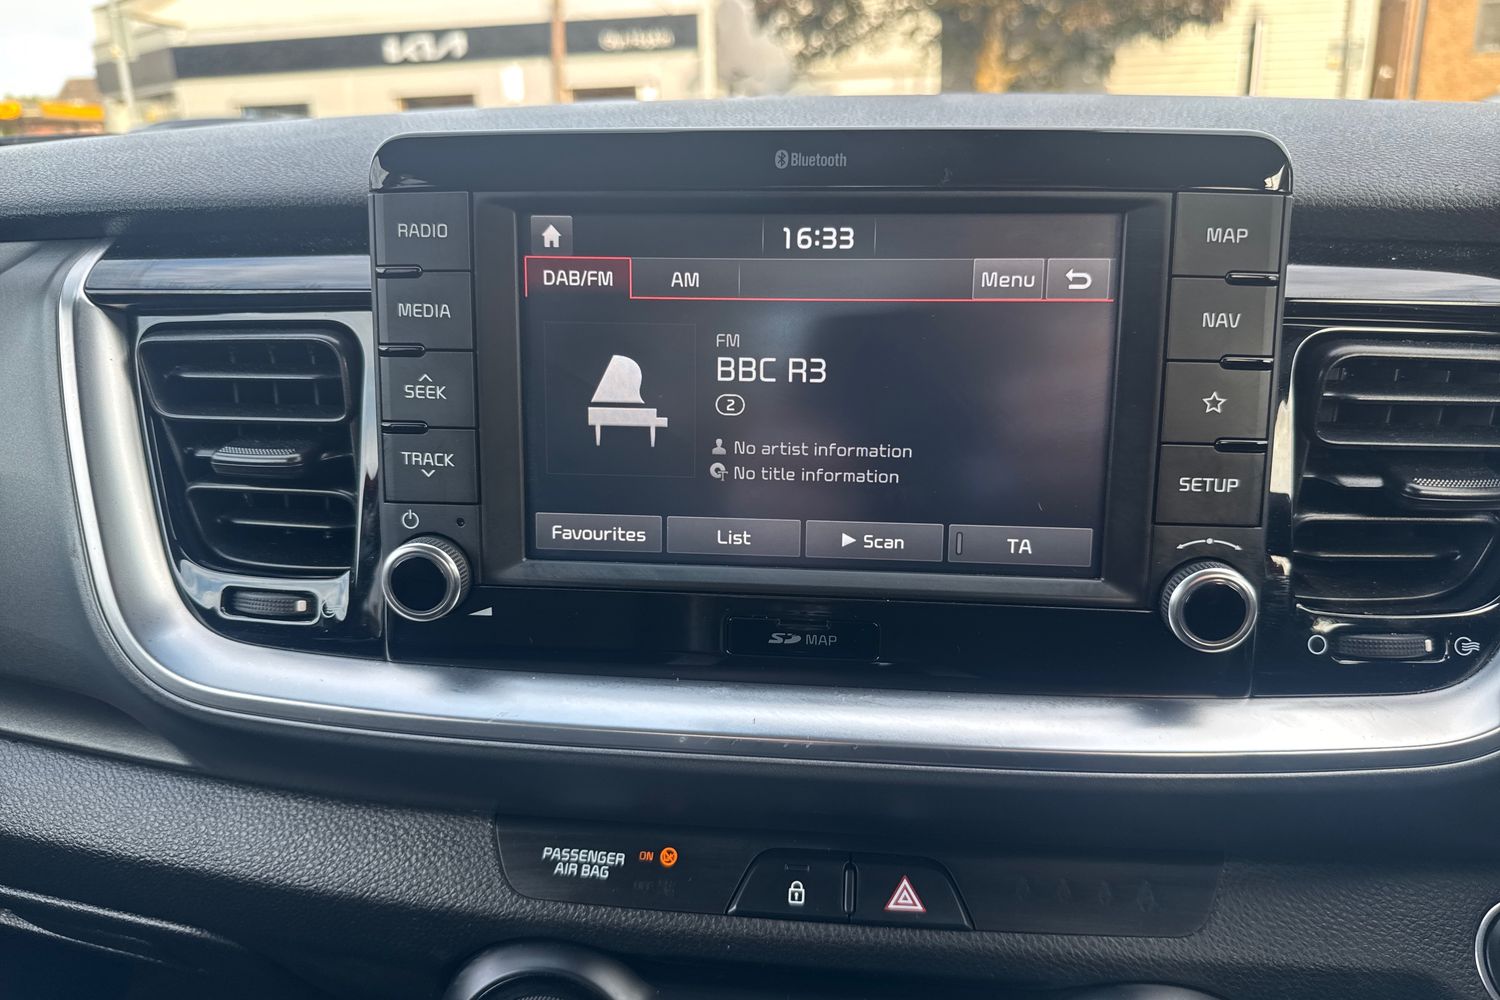 KIA
Bluetooth
RADIO
MEDIA
SEEK
TRACK
16:33
DAB/FM
AM
Menu
FM
BBC R3
2
No artist information
No title information
Favourites
List
Scan
TA
MAP
NAV
SETUP
SD MAP
PASSENGER
AIR BAG
ON